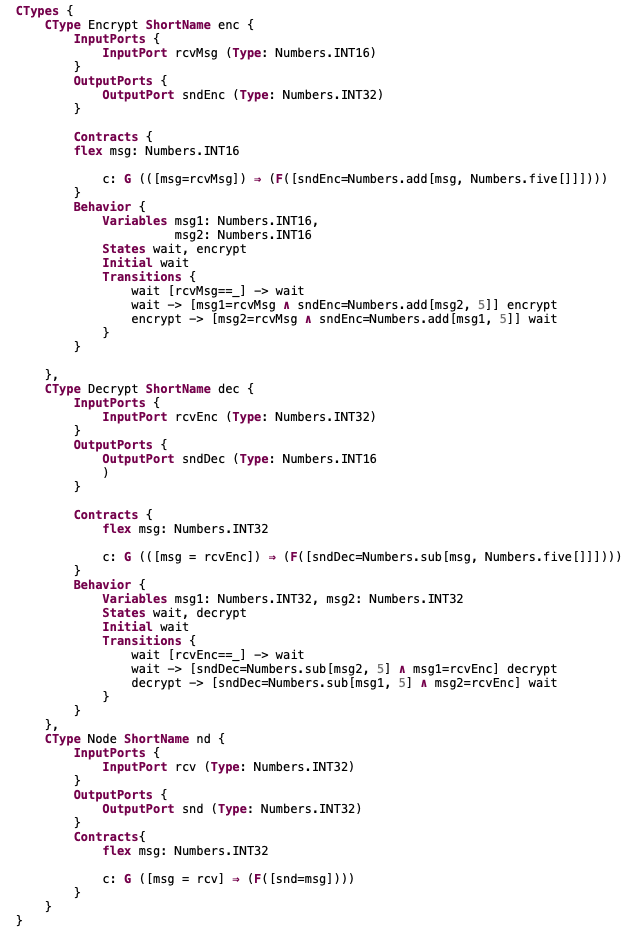 CTypes {
    CType Encrypt ShortName enc {
        InputPorts {
            InputPort rcvMsg (Type: Numbers.INT16)
        }
        OutputPorts {
            OutputPort sndEnc (Type: Numbers.INT32)
        }

        Contracts {
        flex msg: Numbers.INT16

            c: G (([msg=rcvMsg]) ⇒ (F([sndEnc=Numbers.add[msg, Numbers.five[]]])))
        }
        Behavior {
            Variables msg1: Numbers.INT16,
                      msg2: Numbers.INT16
            States wait, encrypt
            Initial wait
            Transitions {
                wait [rcvMsg==_] -> wait
                wait -> [msg1=rcvMsg ∧ sndEnc=Numbers.add[msg2, 5]] encrypt
                encrypt -> [msg2=rcvMsg ∧ sndEnc=Numbers.add[msg1, 5]] wait
            }
        }

    },
    CType Decrypt ShortName dec {
        InputPorts {
            InputPort rcvEnc (Type: Numbers.INT32)
        }
        OutputPorts {
            OutputPort sndDec (Type: Numbers.INT16
            )
        }

        Contracts {
            flex msg: Numbers.INT32

            c: G (([msg = rcvEnc]) ⇒ (F([sndDec=Numbers.sub[msg, Numbers.five[]]])))
        }
        Behavior {
            Variables msg1: Numbers.INT32, msg2: Numbers.INT32
            States wait, decrypt
            Initial wait
            Transitions {
                wait [rcvEnc==_] -> wait
                wait -> [sndDec=Numbers.sub[msg2, 5] ∧ msg1=rcvEnc] decrypt
                decrypt -> [sndDec=Numbers.sub[msg1, 5] ∧ msg2=rcvEnc] wait
            }
        }
    },
    CType Node ShortName nd {
        InputPorts {
            InputPort rcv (Type: Numbers.INT32)
        }
        OutputPorts {
            OutputPort snd (Type: Numbers.INT32)
        }
        Contracts{
            flex msg: Numbers.INT32

            c: G ([msg = rcv] ⇒ (F([snd=msg])))
        }
    }
}